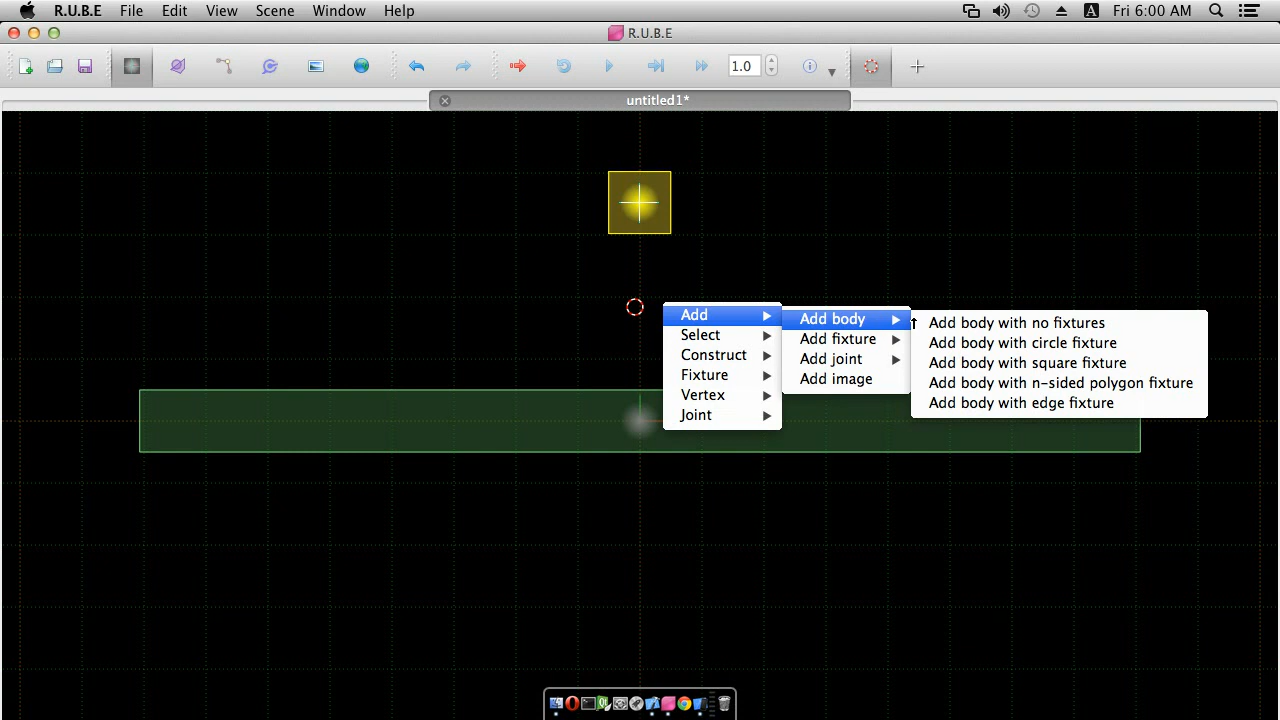 R.U.B.E File Edit View Scene Window Help A Fri 6:00 AM
R.U.B.E
1.0
untitled1*
Add
Select
Construct
Fixture
Vertex
Joint
Add body
Add fixture
Add joint
Add image
Add body with no fixtures
Add body with circle fixture
Add body with square fixture
Add body with n-sided polygon fixture
Add body with edge fixture